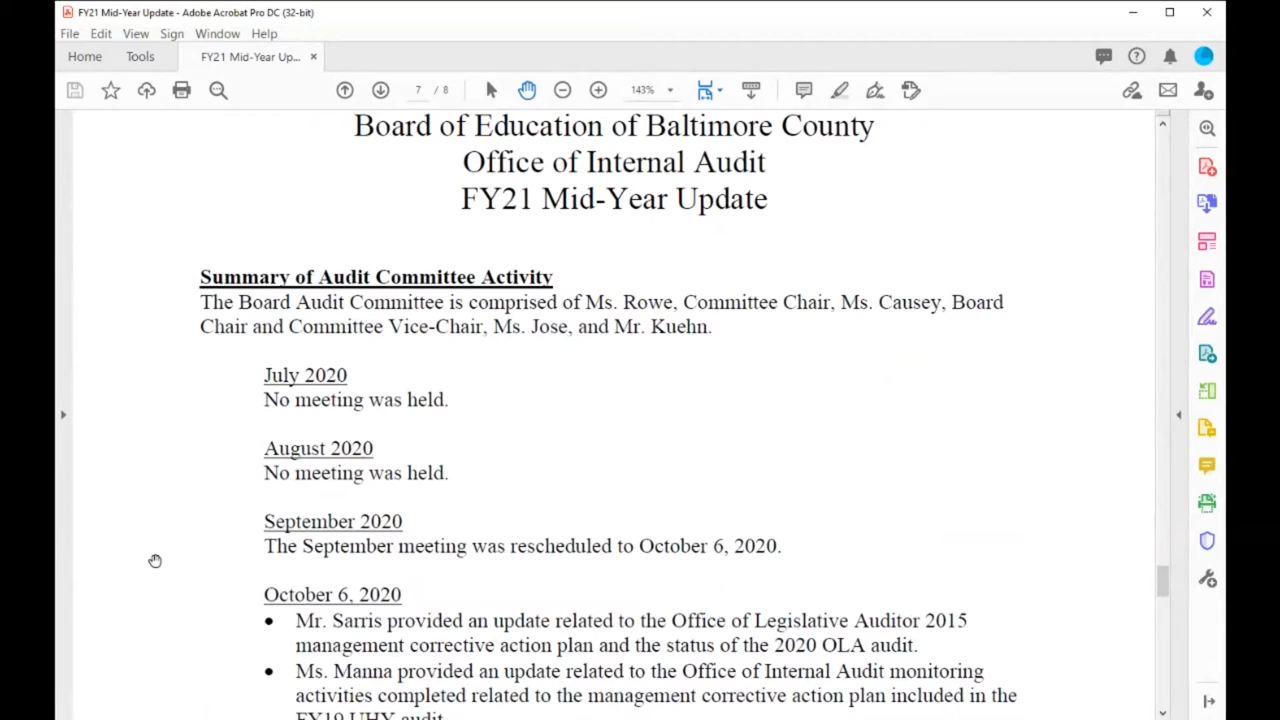 FY21 Mid-Year Update - Adobe Acrobat Pro DC (32-bit)
File Edit View Sign Window Help
Home Tools FY21 Mid-Year Up... ×
7 / 8 143%
Board of Education of Baltimore County
Office of Internal Audit
FY21 Mid-Year Update
Summary of Audit Committee Activity
The Board Audit Committee is comprised of Ms. Rowe, Committee Chair, Ms. Causey, Board
Chair and Committee Vice-Chair, Ms. Jose, and Mr. Kuehn.
July 2020
No meeting was held.
August 2020
No meeting was held.
September 2020
The September meeting was rescheduled to October 6, 2020.
October 6, 2020
• Mr. Sarris provided an update related to the Office of Legislative Auditor 2015
management corrective action plan and the status of the 2020 OLA audit.
• Ms. Manna provided an update related to the Office of Internal Audit monitoring
activities completed related to the management corrective action plan included in the
FY19 UHY audit.